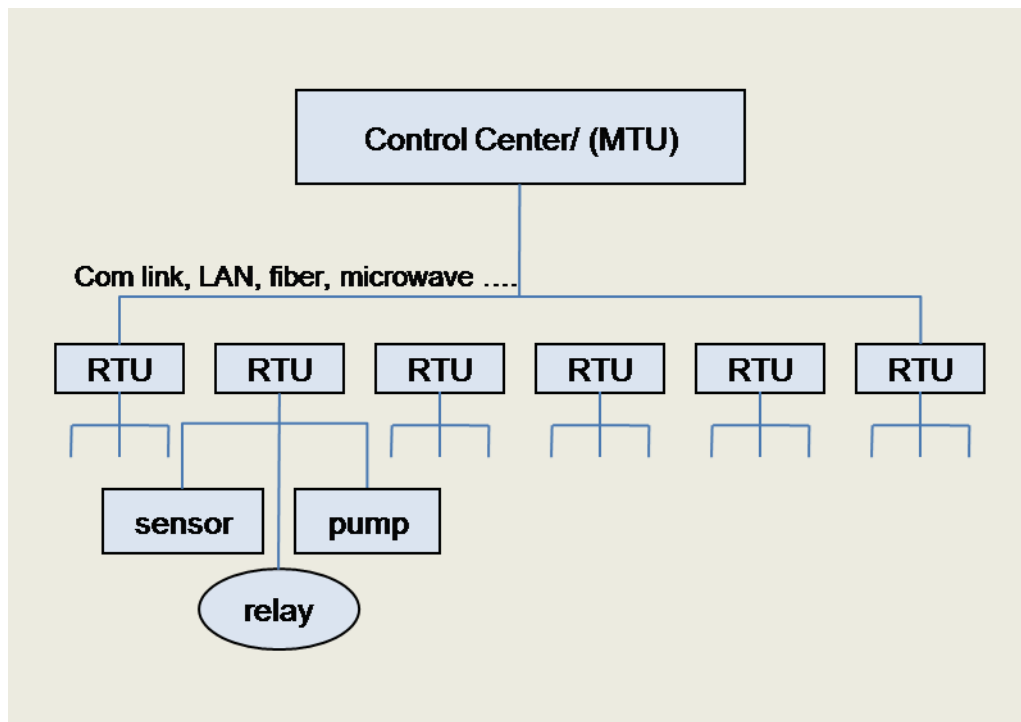 Control Center/ (MTU)
Com link, LAN, fiber, microwave ....
RTU RTU RTU RTU RTU RTU
sensor pump
relay